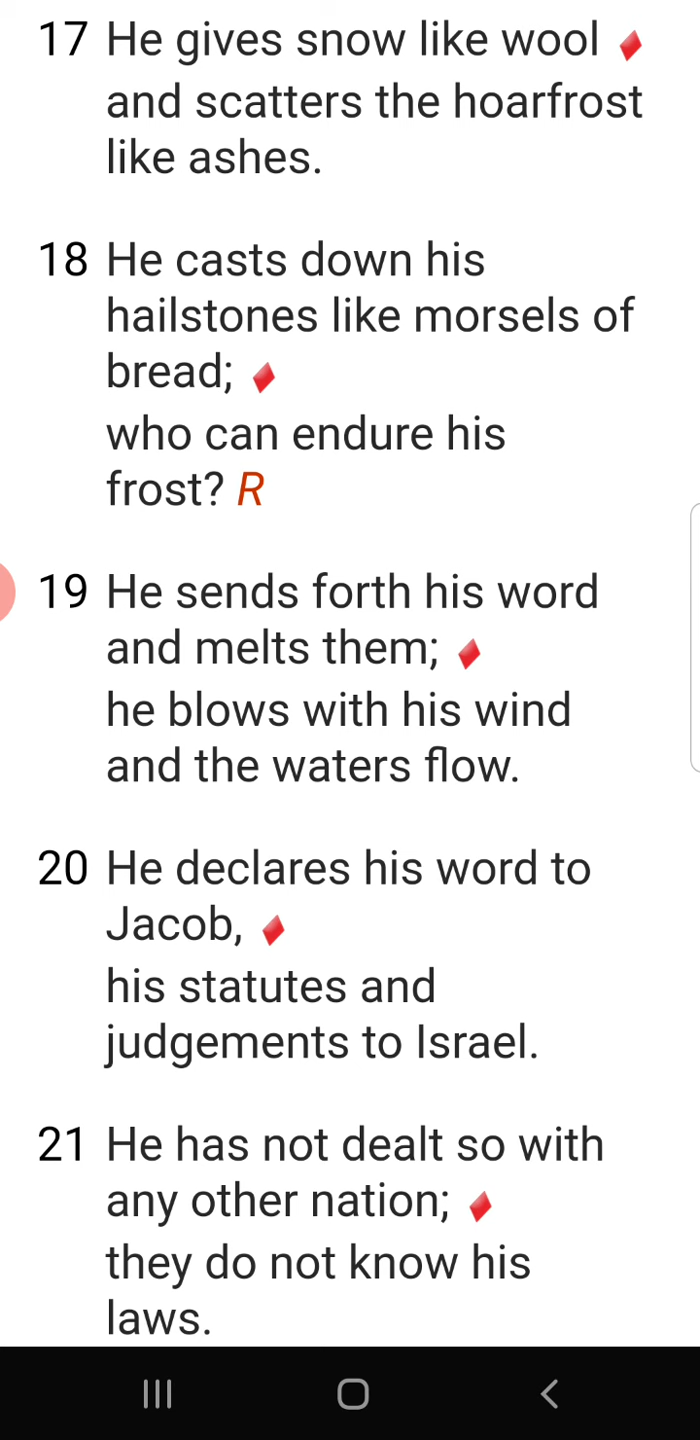 17 He gives snow like wool ♦
and scatters the hoarfrost
like ashes.
18 He casts down his
hailstones like morsels of
bread; ♦
who can endure his
frost? R
19 He sends forth his word
and melts them; ♦
he blows with his wind
and the waters flow.
20 He declares his word to
Jacob, ♦
his statutes and
judgements to Israel.
21 He has not dealt so with
any other nation; ♦
they do not know his
laws.